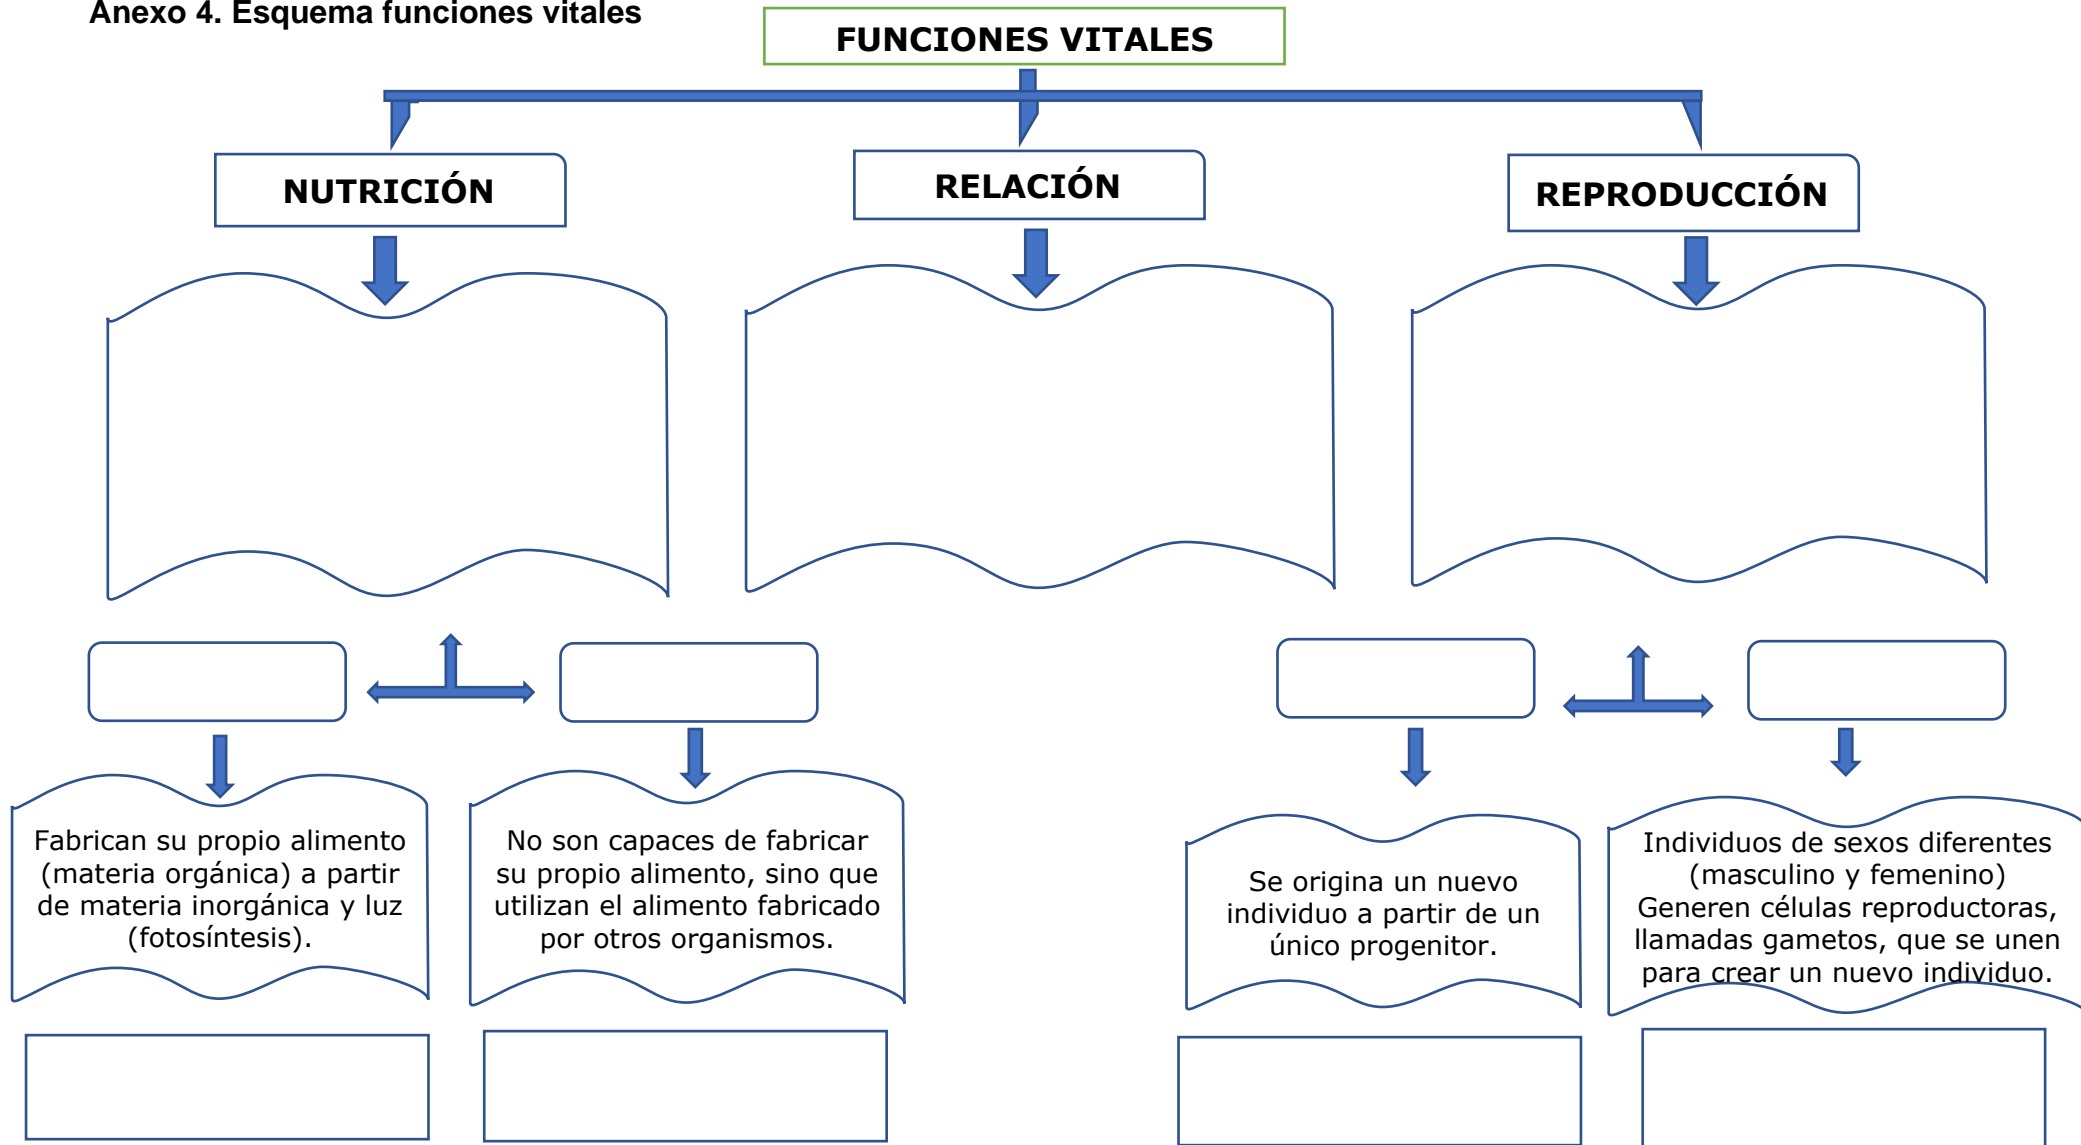 Anexo 4. Esquema funciones vitales
FUNCIONES VITALES
NUTRICIÓN
RELACIÓN
REPRODUCCIÓN
Fabrican su propio alimento
(materia orgánica) a partir
de materia inorgánica y luz
(fotosíntesis).
No son capaces de fabricar
su propio alimento, sino que
utilizan el alimento fabricado
por otros organismos.
Se origina un nuevo
individuo a partir de un
único progenitor.
Individuos de sexos diferentes
(masculino y femenino)
Generen células reproductoras,
llamadas gametos, que se unen
para crear un nuevo individuo.